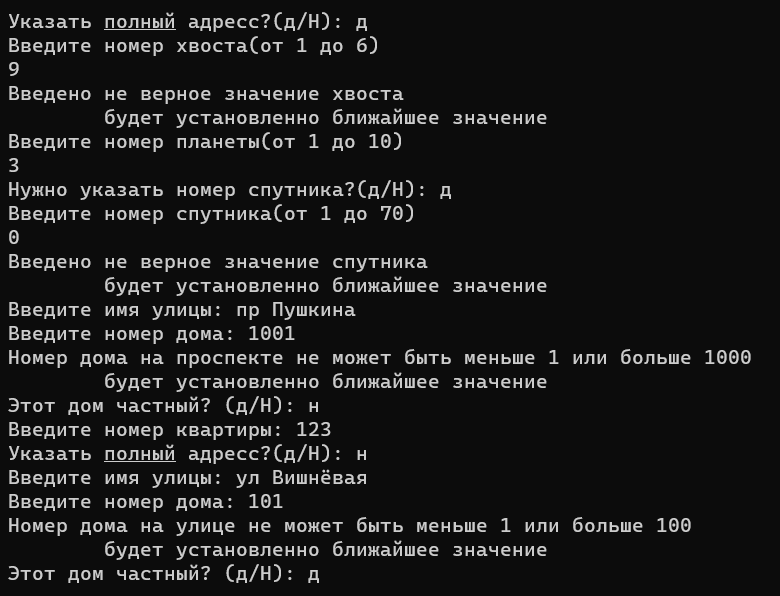 Указать полный адресс?(д/Н): д
Введите номер хвоста(от 1 до 6)
9
Введено не верное значение хвоста
будет установленно ближайшее значение
Введите номер планеты(от 1 до 10)
3
Нужно указать номер спутника?(д/Н): д
Введите номер спутника(от 1 до 70)
0
Введено не верное значение спутника
будет установленно ближайшее значение
Введите имя улицы: пр Пушкина
Введите номер дома: 1001
Номер дома на проспекте не может быть меньше 1 или больше 1000
будет установленно ближайшее значение
Этот дом частный? (д/Н): н
Введите номер квартиры: 123
Указать полный адресс?(д/Н): н
Введите имя улицы: ул Вишнёвая
Введите номер дома: 101
Номер дома на улице не может быть меньше 1 или больше 100
будет установленно ближайшее значение
Этот дом частный? (д/Н): д